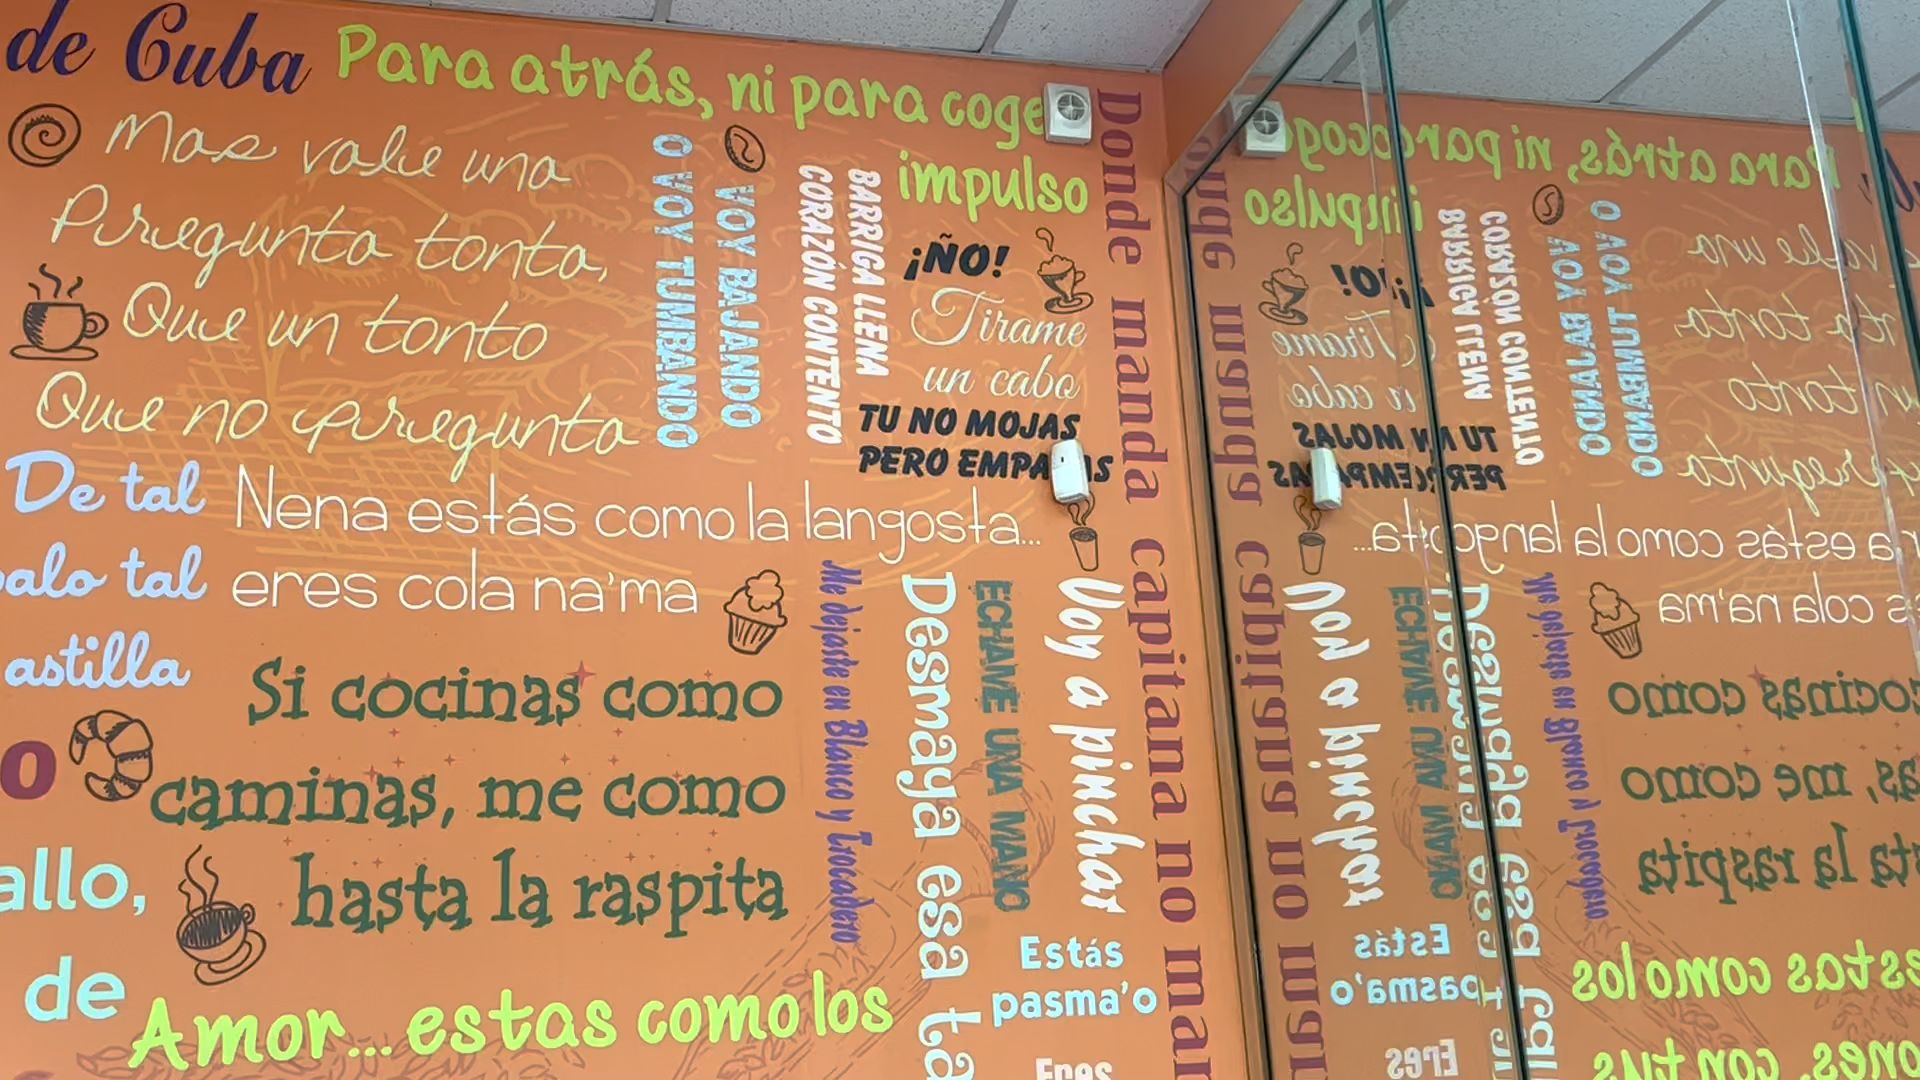 de Cuba
Para atrás, ni para coge
impulso
Mas vale una
Pregunta tonta,
Que un tonto
Que no pregunta
O VOY TUMBANDO
VOY BAJANDO
BARRIGA LLENA
CORAZÓN CONTENTO
¡ÑO!
Tirame
un cabo
TU NO MOJAS
PERO
Donde manda capitana no
De tal
palo tal
astilla
Nena estás como la langosta...
eres cola na'ma
Si cocinas como
caminas, me como
hasta la raspita
Me dejaste en Blanco y Trocadero
Desmaya esa
ECHAME UNA MANO
Voy a pinchar
o
allo,
de
Amor... estas como los
Estás
pasma'o
Eres